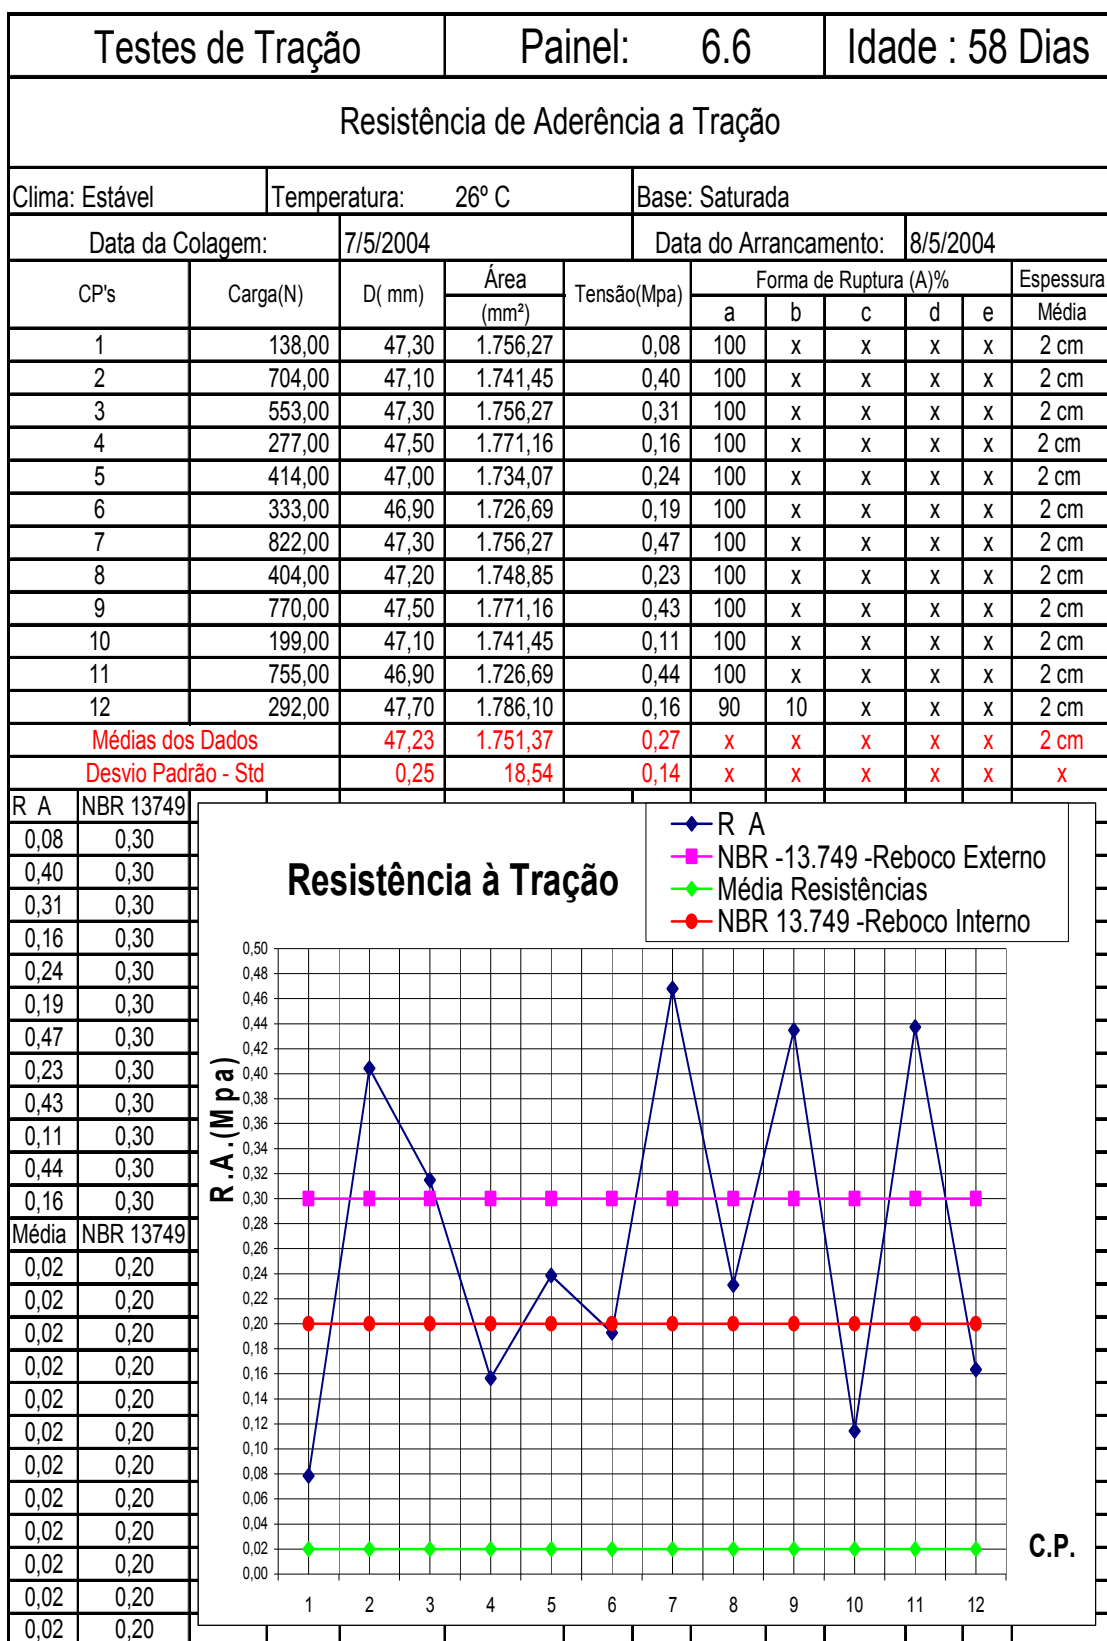 Testes de Tração Painel: 6.6 Idade : 58 Dias
Resistência de Aderência a Tração
Clima: Estável Temperatura: 26º C Base: Saturada
Data da Colagem: 7/5/2004 Data do Arrancamento: 8/5/2004
CP's Carga(N) D( mm) Área Tensão(Mpa) Forma de Ruptura (A)% Espessura
(mm²) a b c d e Média
1 138,00 47,30 1.756,27 0,08 100 x x x x 2 cm
2 704,00 47,10 1.741,45 0,40 100 x x x x 2 cm
3 553,00 47,30 1.756,27 0,31 100 x x x x 2 cm
4 277,00 47,50 1.771,16 0,16 100 x x x x 2 cm
5 414,00 47,00 1.734,07 0,24 100 x x x x 2 cm
6 333,00 46,90 1.726,69 0,19 100 x x x x 2 cm
7 822,00 47,30 1.756,27 0,47 100 x x x x 2 cm
8 404,00 47,20 1.748,85 0,23 100 x x x x 2 cm
9 770,00 47,50 1.771,16 0,43 100 x x x x 2 cm
10 199,00 47,10 1.741,45 0,11 100 x x x x 2 cm
11 755,00 46,90 1.726,69 0,44 100 x x x x 2 cm
12 292,00 47,70 1.786,10 0,16 90 10 x x x 2 cm
Médias dos Dados 47,23 1.751,37 0,27 x x x x x 2 cm
Desvio Padrão - Std 0,25 18,54 0,14 x x x x x x
R A NBR 13749
0,08 0,30
0,40 0,30
0,31 0,30
0,16 0,30
0,24 0,30
0,19 0,30
0,47 0,30
0,23 0,30
0,43 0,30
0,11 0,30
0,44 0,30
0,16 0,30
Média NBR 13749
0,02 0,20
0,02 0,20
0,02 0,20
0,02 0,20
0,02 0,20
0,02 0,20
0,02 0,20
0,02 0,20
0,02 0,20
0,02 0,20
0,02 0,20
0,02 0,20
Resistência à Tração
R A
NBR -13.749 -Reboco Externo
Média Resistências
NBR 13.749 -Reboco Interno
R.A.(Mpa)
0,50
0,48
0,46
0,44
0,42
0,40
0,38
0,36
0,34
0,32
0,30
0,28
0,26
0,24
0,22
0,20
0,18
0,16
0,14
0,12
0,10
0,08
0,06
0,04
0,02
0,00
1 2 3 4 5 6 7 8 9 10 11 12
C.P.